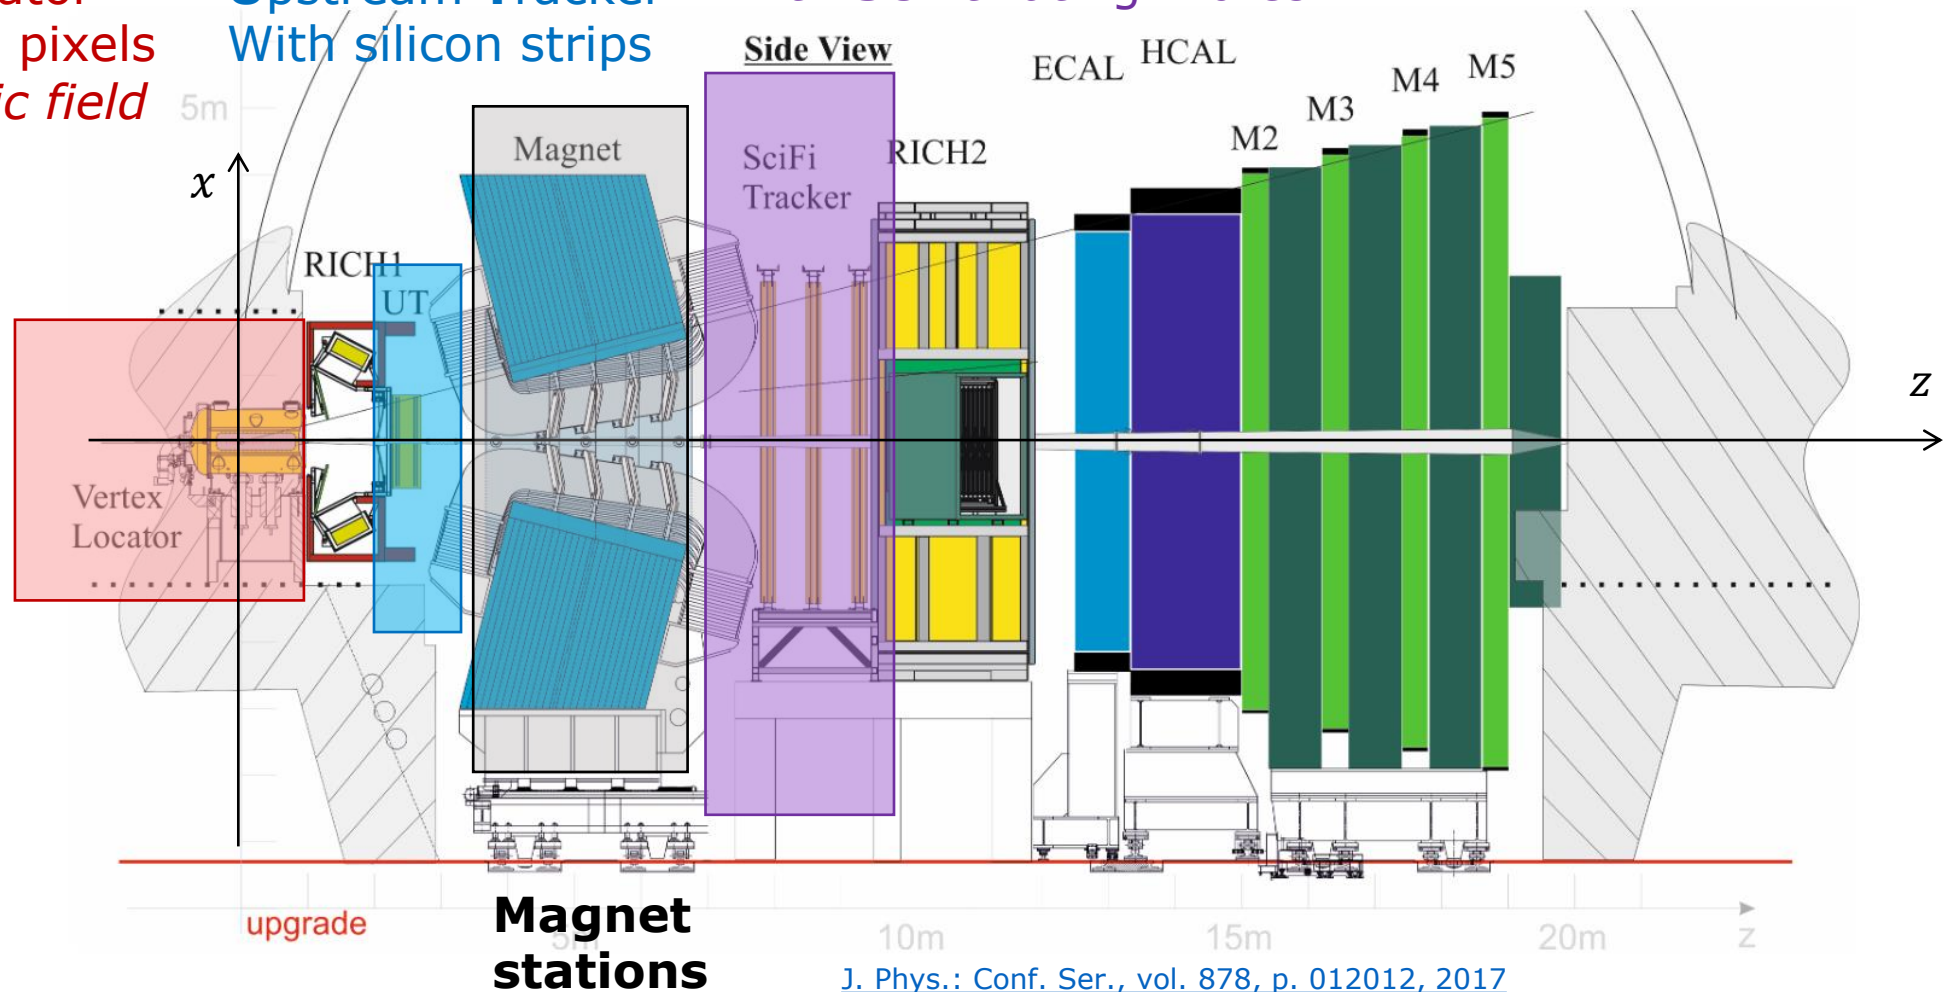 pixels
With silicon strips
ic field
Side View
ECAL
HCAL
M2
M3
M4
M5
5m
x
Magnet
SciFi
Tracker
RICH2
RICH1
UT
z
Vertex
Locator
upgrade
Magnet
stations
5m
10m
15m
20m
z
J. Phys.: Conf. Ser., vol. 878, p. 012012, 2017